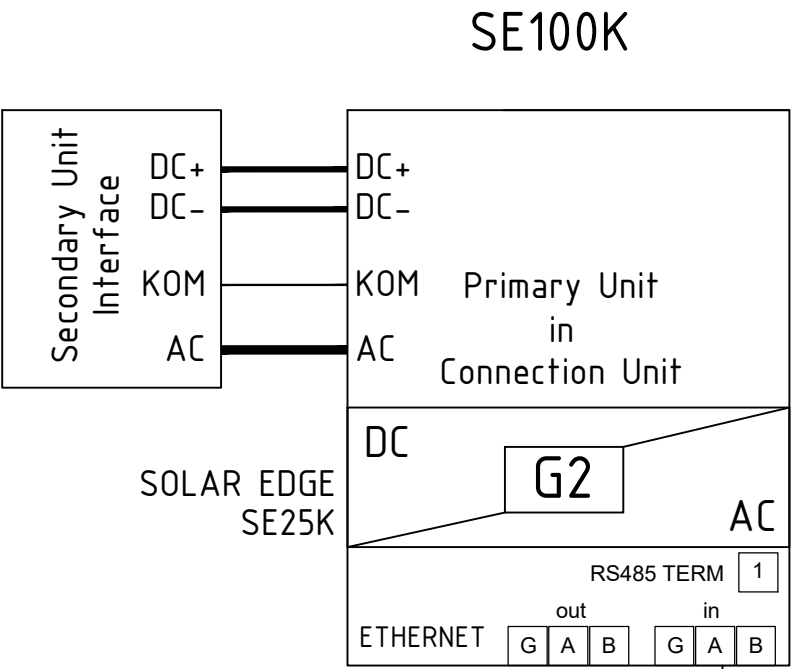 SE100K
Secondary Unit
Interface
DC+
DC-
KOM
AC
DC+
DC-
KOM
AC
Primary Unit
in
Connection Unit
SOLAR EDGE
SE25K
DC
G2
AC
RS485 TERM 1
out in
ETHERNET G A B G A B